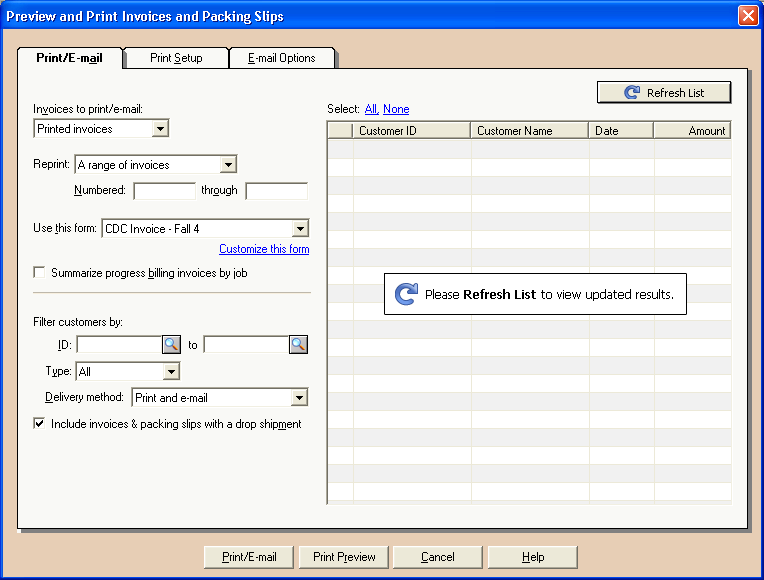 Preview and Print Invoices and Packing Slips
Print/E-mail
Print Setup
E-mail Options
Refresh List
Invoices to print/e-mail:
Printed invoices
Reprint: A range of invoices
Numbered: through
Use this form: CDC Invoice - Fall 4
Customize this form
Summarize progress billing invoices by job
Filter customers by:
ID: to
Type: All
Delivery method: Print and e-mail
Include invoices & packing slips with a drop shipment
Select: All, None
Customer ID Customer Name Date Amount
Please Refresh List to view updated results.
Print/E-mail
Print Preview
Cancel
Help